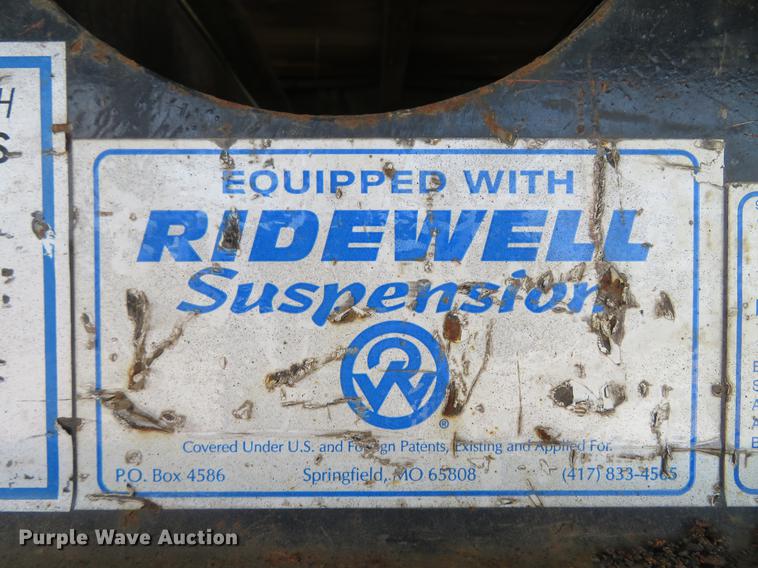 H
S
EQUIPPED WITH
RIDEWELL
Suspension
®
Covered Under U.S. and Foreign Patents, Existing and Applied For.
P.O. Box 4586 Springfield, MO 65808 (417) 833-4565
E
S
A
A
E
Purple Wave Auction